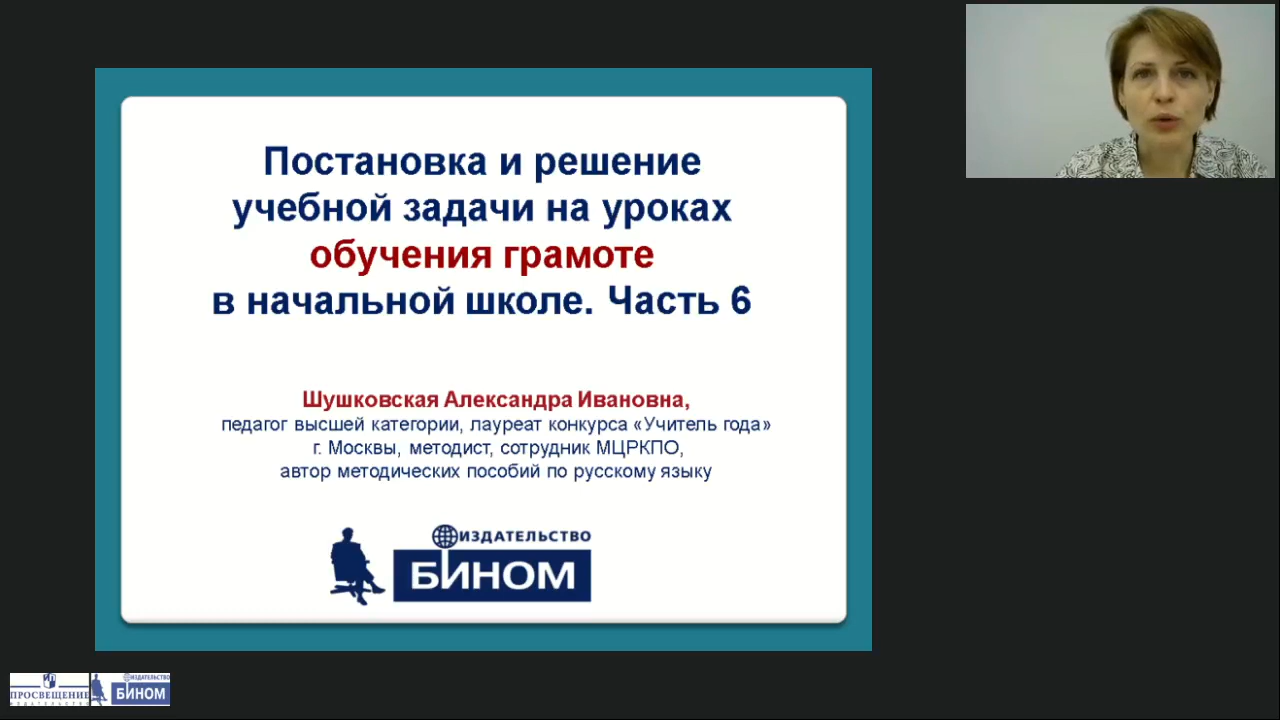 Постановка и решение
учебной задачи на уроках
обучения грамоте
в начальной школе. Часть 6
Шушковская Александра Ивановна,
педагог высшей категории, лауреат конкурса «Учитель года»
г. Москвы, методист, сотрудник МЦРКПО,
автор методических пособий по русскому языку
ИЗДАТЕЛЬСТВО
БИНОМ
ПРОСВЕЩЕНИЕ
ИЗДАТЕЛЬСТВО
ИЗДАТЕЛЬСТВО
БИНОМ